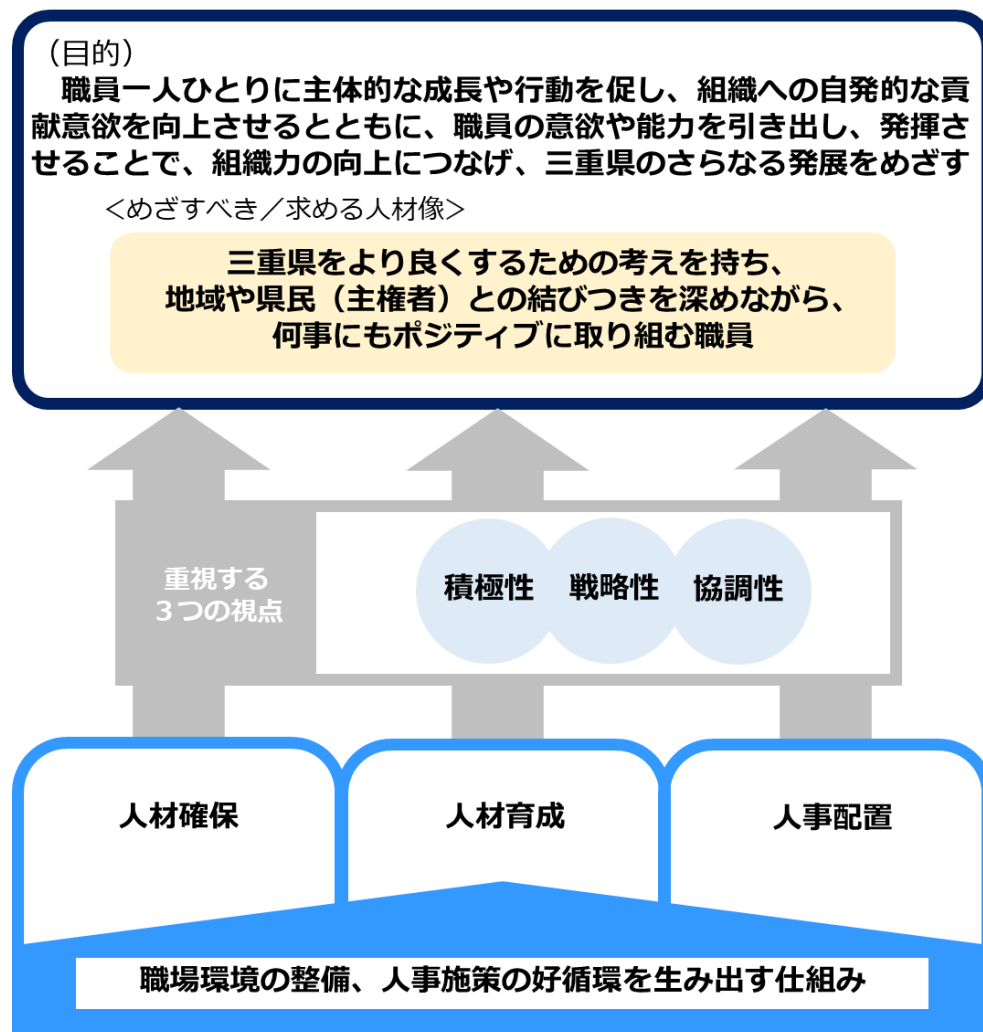 （目的）
職員一人ひとりに主体的な成長や行動を促し、組織への自発的な貢
献意欲を向上させるとともに、職員の意欲や能力を引き出し、発揮さ
せることで、組織力の向上につなげ、三重県のさらなる発展をめざす
＜めざすべき／求める人材像＞
三重県をより良くするための考えを持ち、
地域や県民（主権者）との結びつきを深めながら、
何事にもポジティブに取り組む職員
重視する
３つの視点
積極性
戦略性
協調性
人材確保
人材育成
人事配置
職場環境の整備、人事施策の好循環を生み出す仕組み